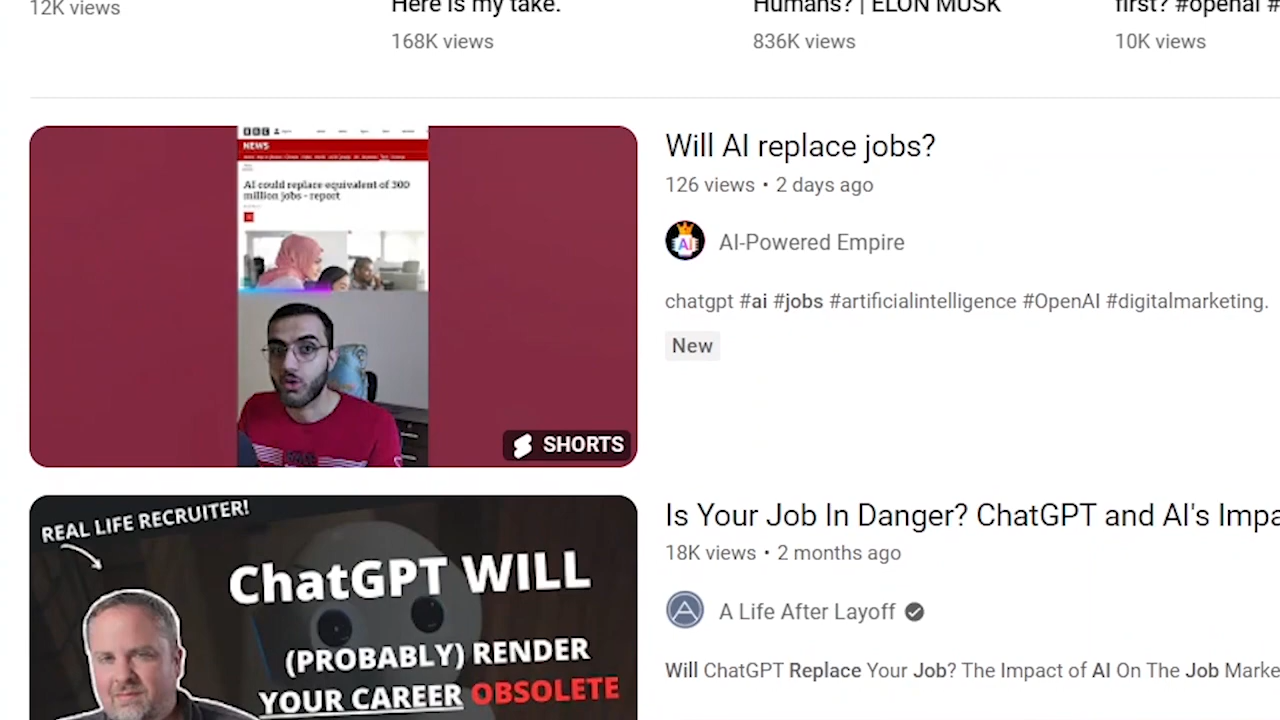 12K views
Here is my take.
168K views
Humans? | ELON MUSK
836K views
first? #openai #
10K views
BBC
NEWS
AI could replace equivalent of 300
million jobs - report
SHORTS
Will AI replace jobs?
126 views • 2 days ago
AI
AI-Powered Empire
chatgpt #ai #jobs #artificialintelligence #OpenAI #digitalmarketing.
New
REAL LIFE RECRUITER!
ChatGPT WILL
(PROBABLY) RENDER
YOUR CAREER OBSOLETE
Is Your Job In Danger? ChatGPT and AI's Impa
18K views • 2 months ago
A Life After Layoff
Will ChatGPT Replace Your Job? The Impact of AI On The Job Marke